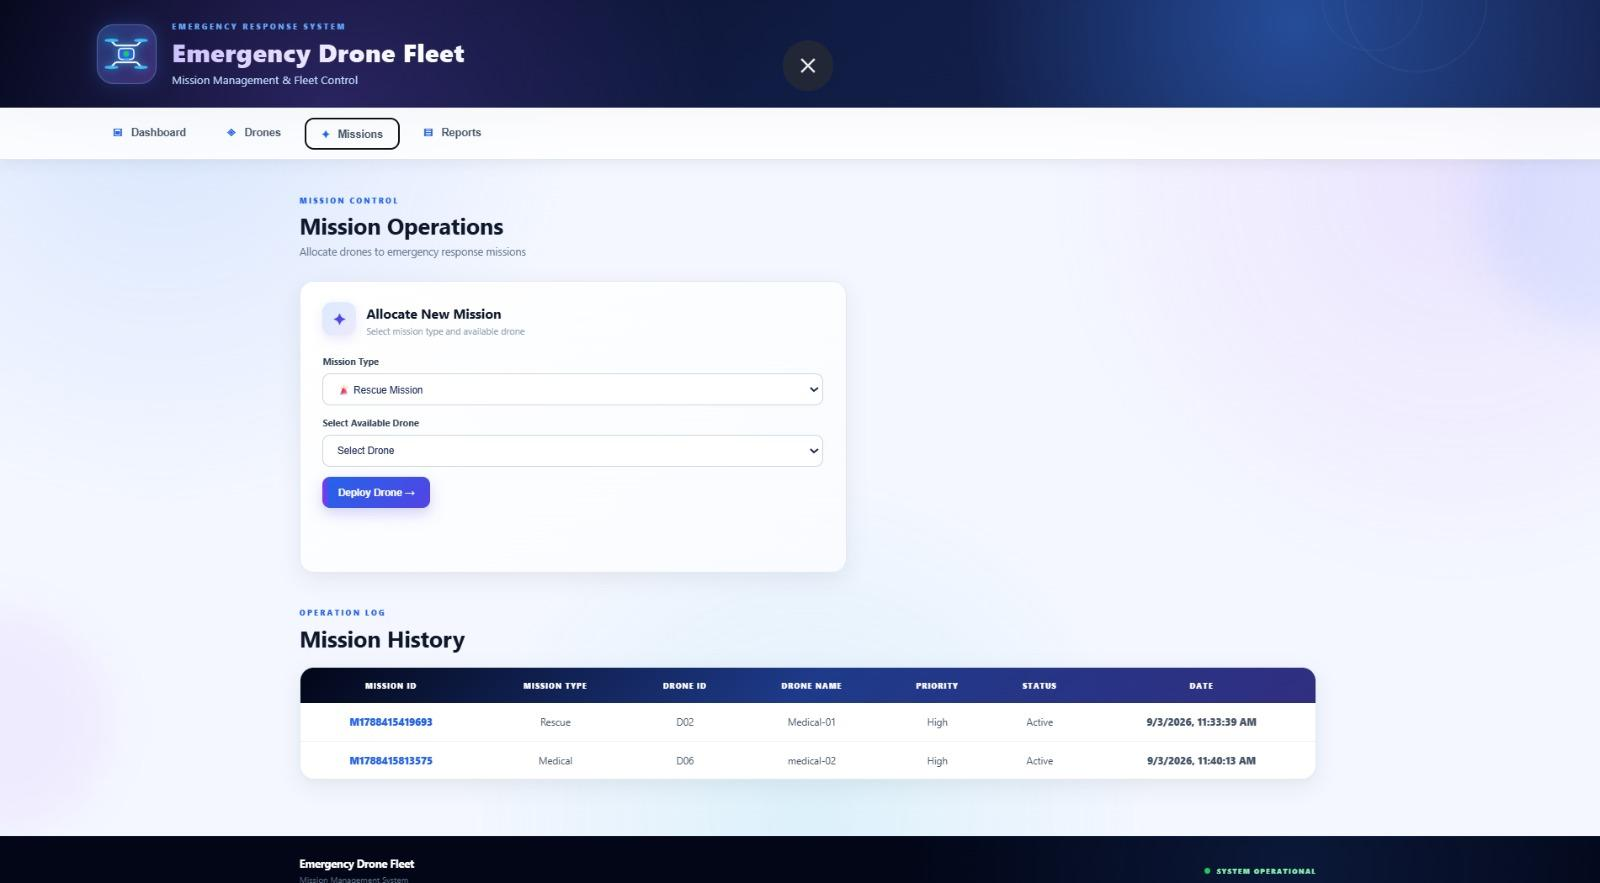 EMERGENCY RESPONSE SYSTEM
Emergency Drone Fleet
Mission Management & Fleet Control
Dashboard
Drones
Missions
Reports
MISSION CONTROL
Mission Operations
Allocate drones to emergency response missions
Allocate New Mission
Select mission type and available drone
Mission Type
Rescue Mission
Select Available Drone
Select Drone
Deploy Drone →
OPERATION LOG
Mission History
MISSION ID MISSION TYPE DRONE ID DRONE NAME PRIORITY STATUS DATE
M1788415419693 Rescue D02 Medical-01 High Active 9/3/2026, 11:33:39 AM
M1788415813575 Medical D06 medical-02 High Active 9/3/2026, 11:40:13 AM
Emergency Drone Fleet
SYSTEM OPERATIONAL
Mission Management System